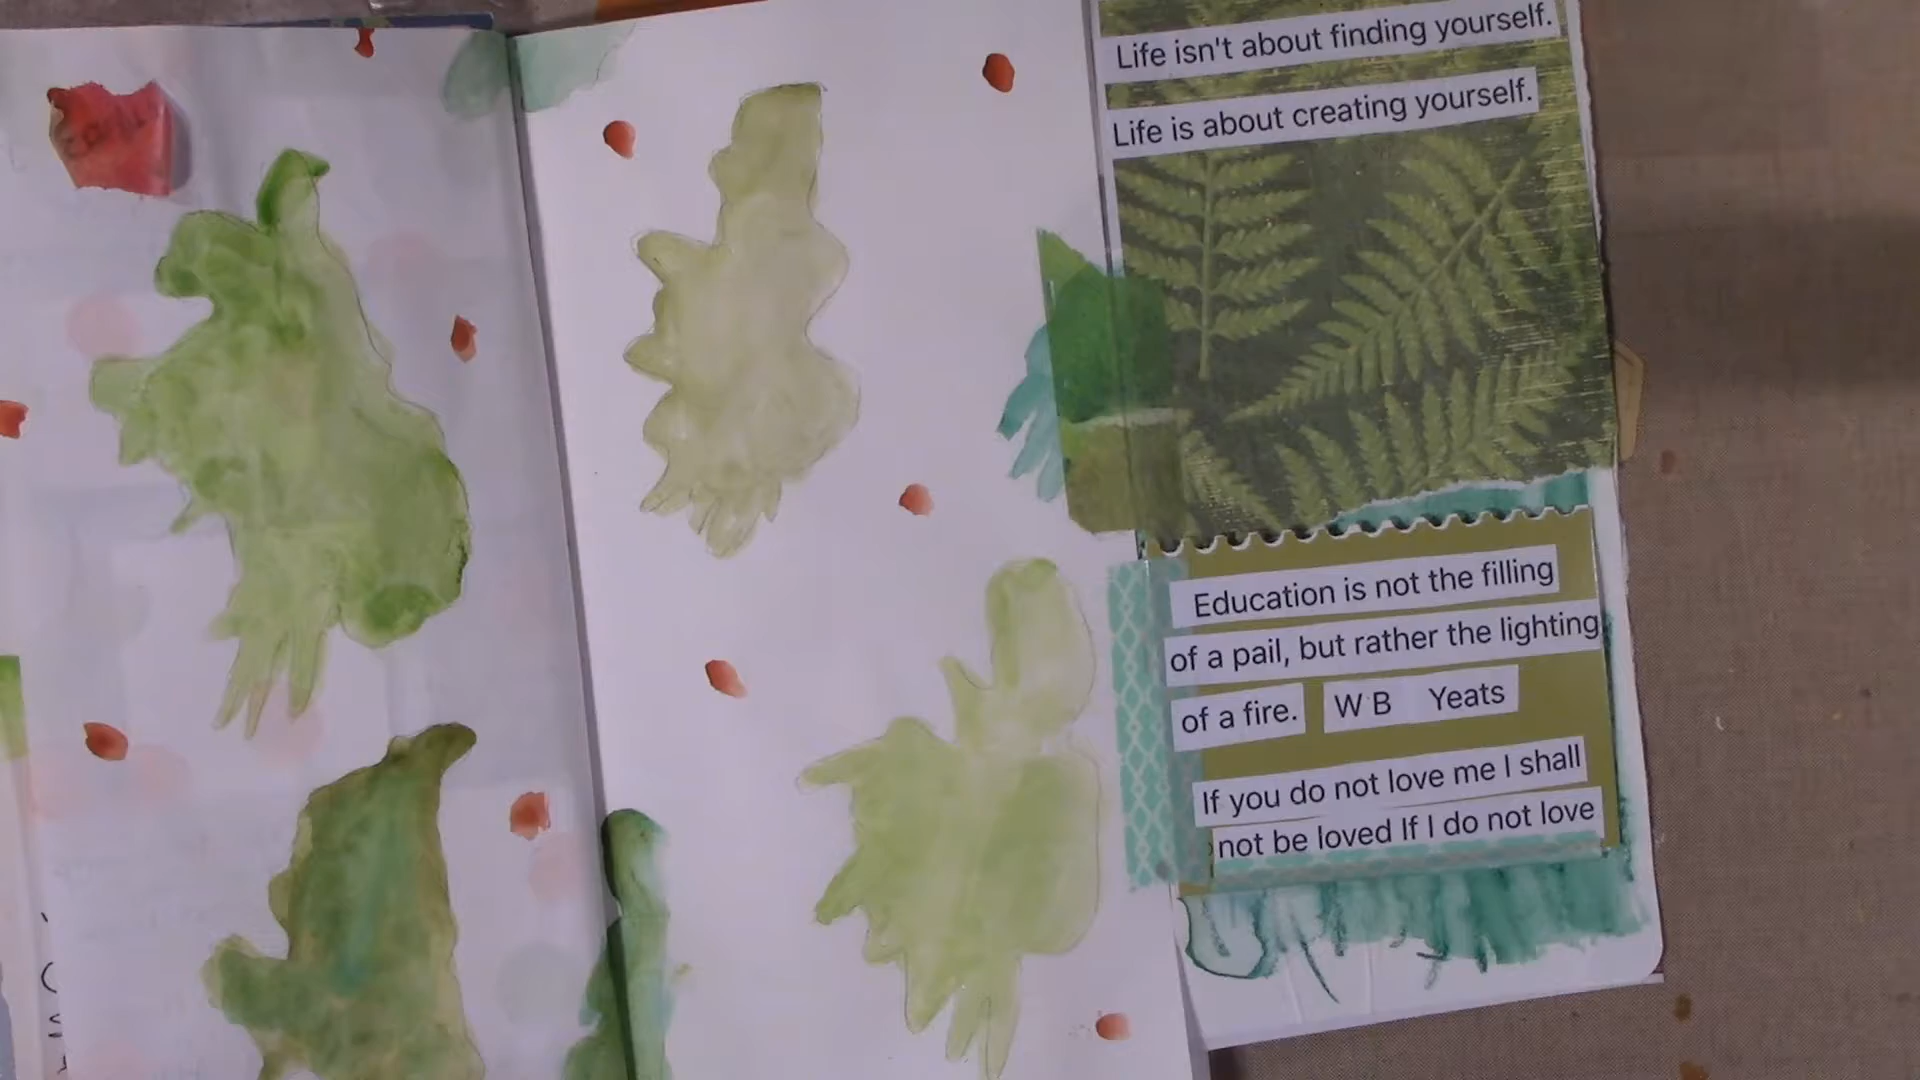 Life isn't about finding yourself.
Life is about creating yourself.
Education is not the filling
of a pail, but rather the lighting
of a fire. W B Yeats
If you do not love me I shall
not be loved If I do not love